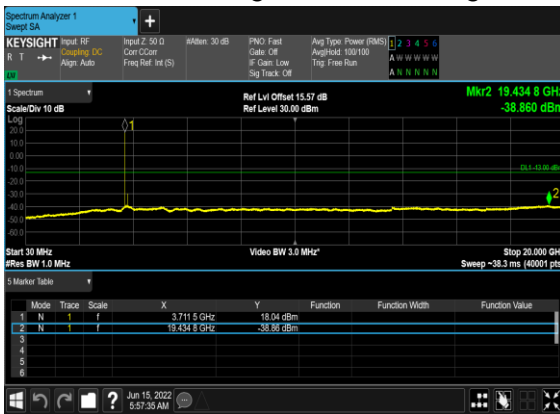 Spectrum Analyzer 1
Swept SA
KEYSIGHT Input: RF Input Z: 50 Ω #Atten: 30 dB PNO: Fast Avg Type: Power (RMS) 1 2 3 4 5 6
R T Coupling: DC Corr CCorr Gate: Off Avg|Hold: 100/100 A W W W W W
Align: Auto Freq Ref: Int (S) IF Gain: Low Trig: Free Run
Sig Track: Off A N N N N N
LV
1 Spectrum Ref Lvl Offset 15.57 dB Mkr2 19.434 8 GHz
Scale/Div 10 dB Ref Level 30.00 dBm -38.860 dBm
Log
20.0 1
10.0
0.00
-10.0 DL1 -13.00 dBm
-20.0
-30.0 2
-40.0
-50.0
-60.0
Start 30 MHz Video BW 3.0 MHz* Stop 20.000 GH
#Res BW 1.0 MHz Sweep ~38.3 ms (40001 pts
5 Marker Table
Mode Trace Scale X Y Function Function Width Function Value
1 N 1 f 3.711 5 GHz 18.04 dBm
2 N 1 f 19.434 8 GHz -38.86 dBm
3
4
5
6
? Jun 15, 2022
5:57:35 AM